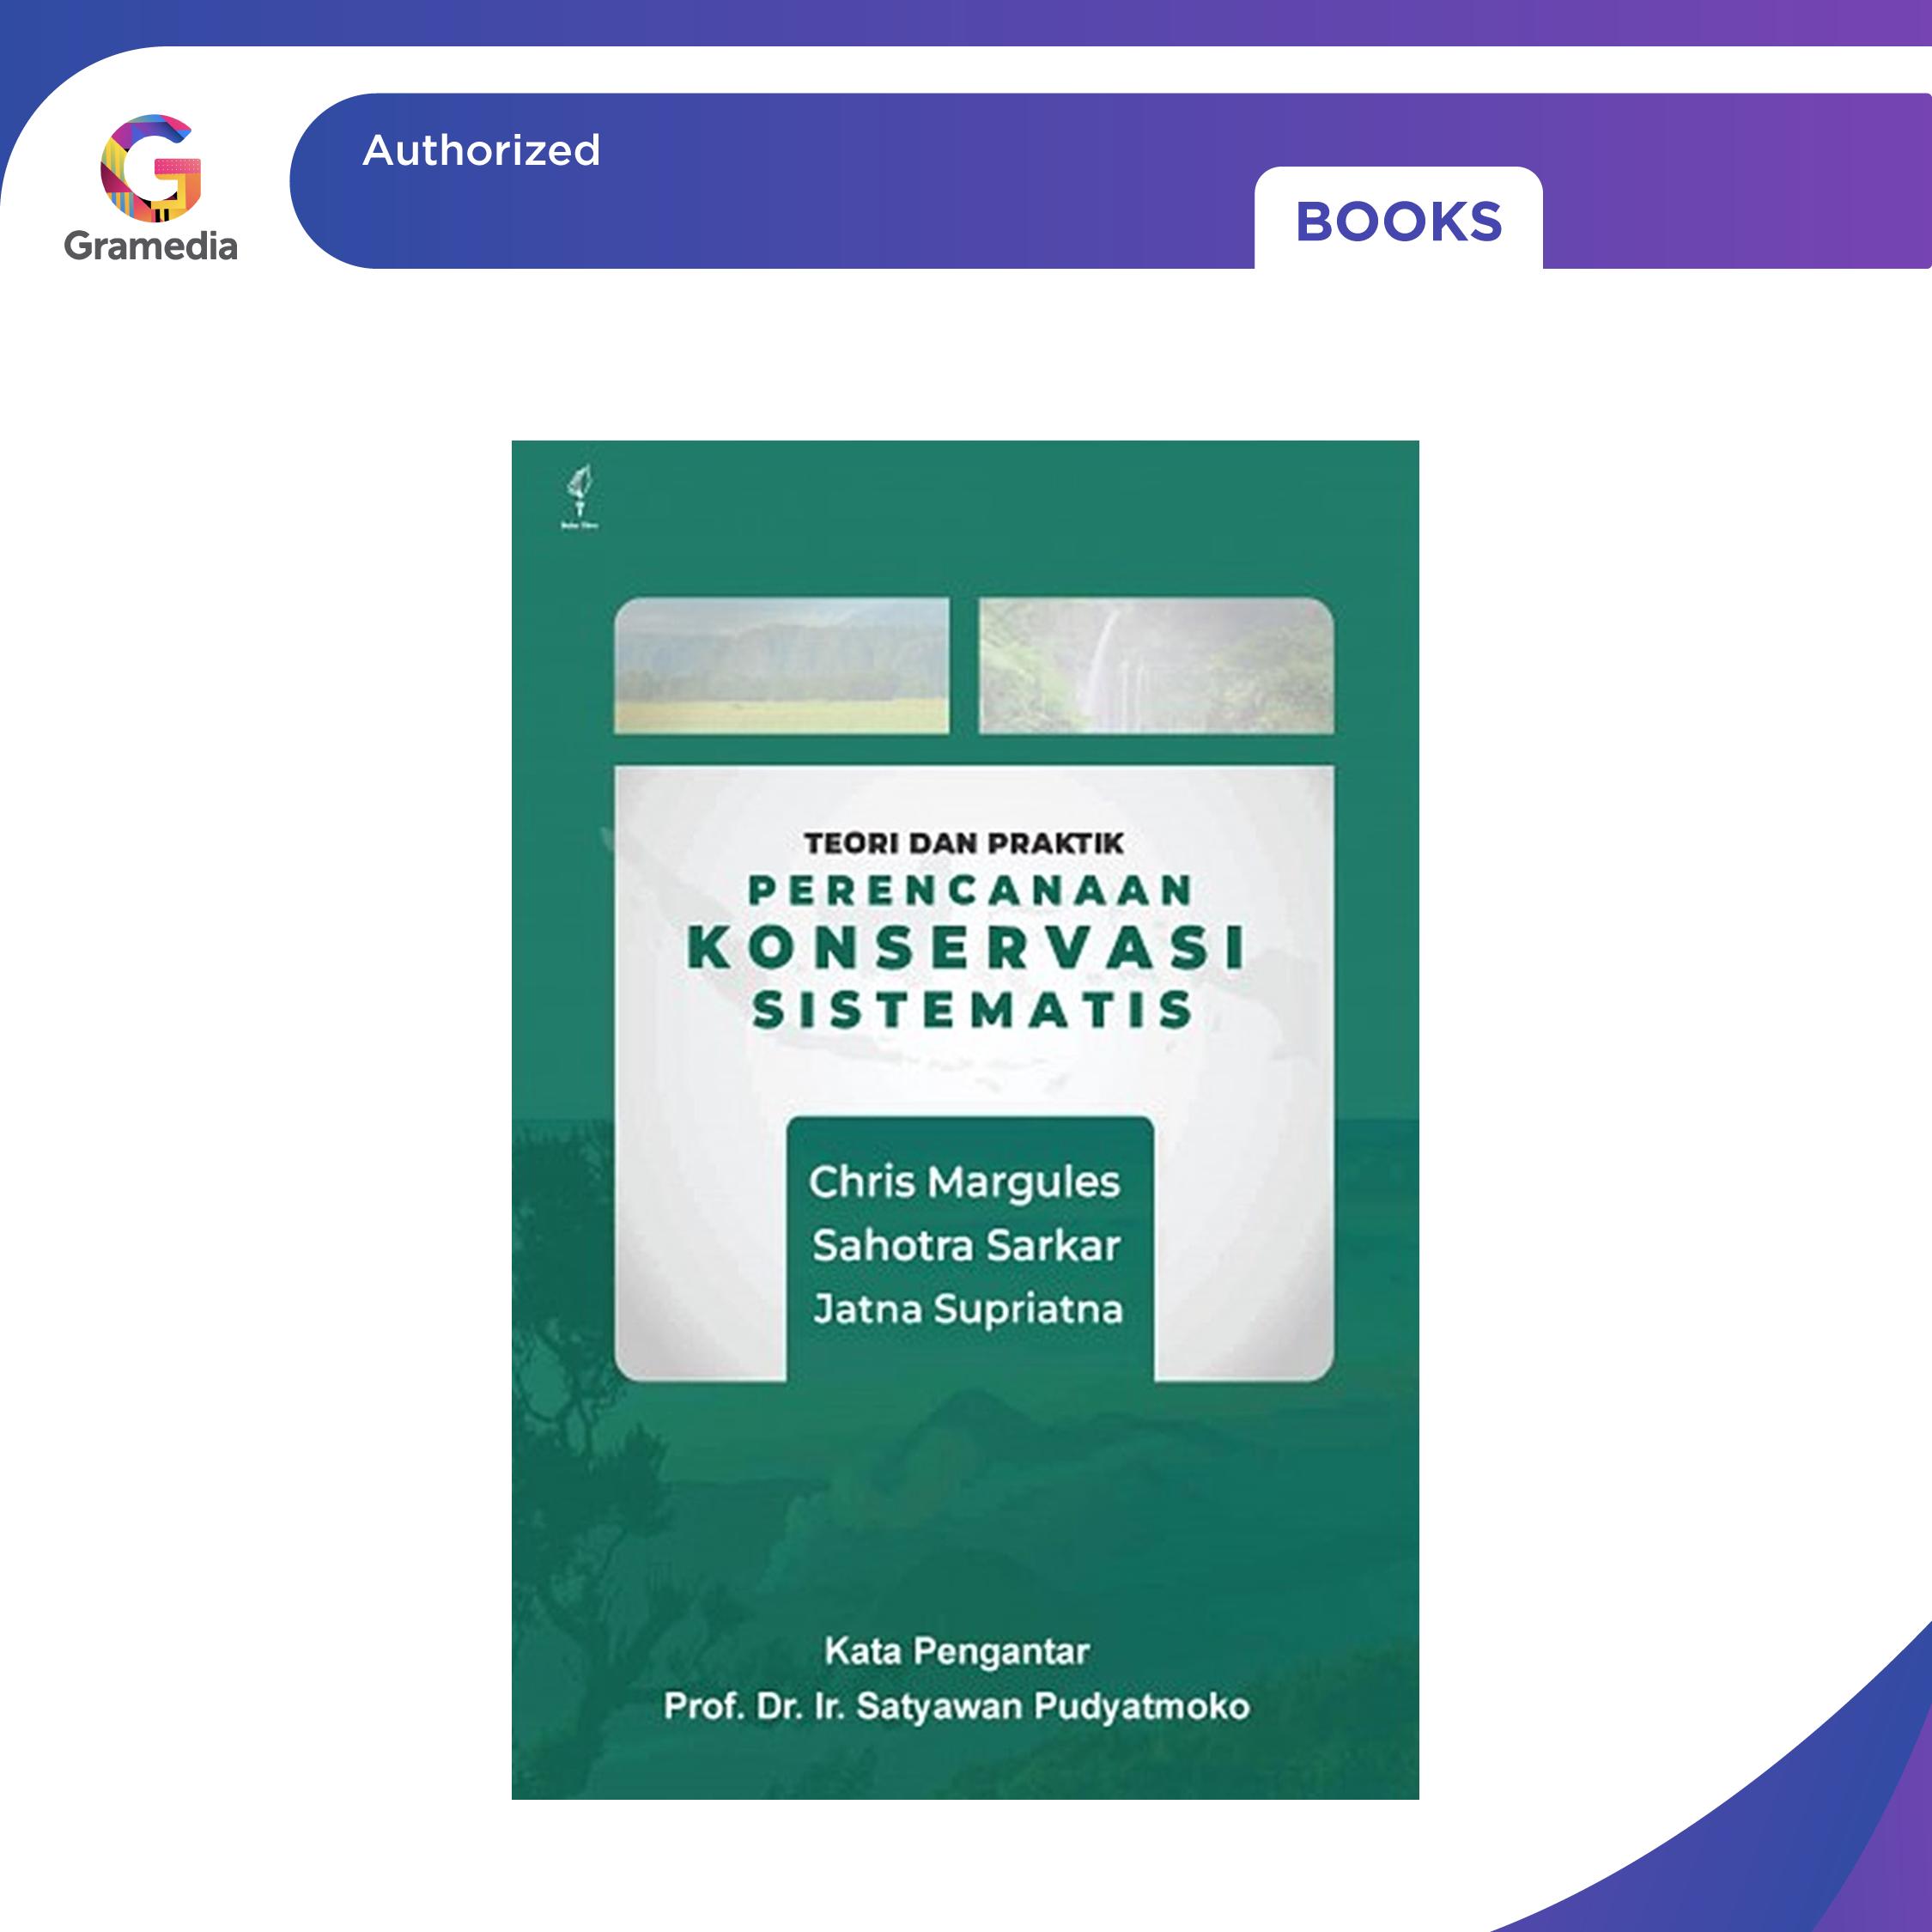 Gramedia
Authorized
BOOKS
TEORI DAN PRAKTIK
PERENCANAAN
KONSERVASI
SISTEMATIS
Chris Margules
Sahotra Sarkar
Jatna Supriatna
Kata Pengantar
Prof. Dr. Ir. Satyawan Pudyatmoko